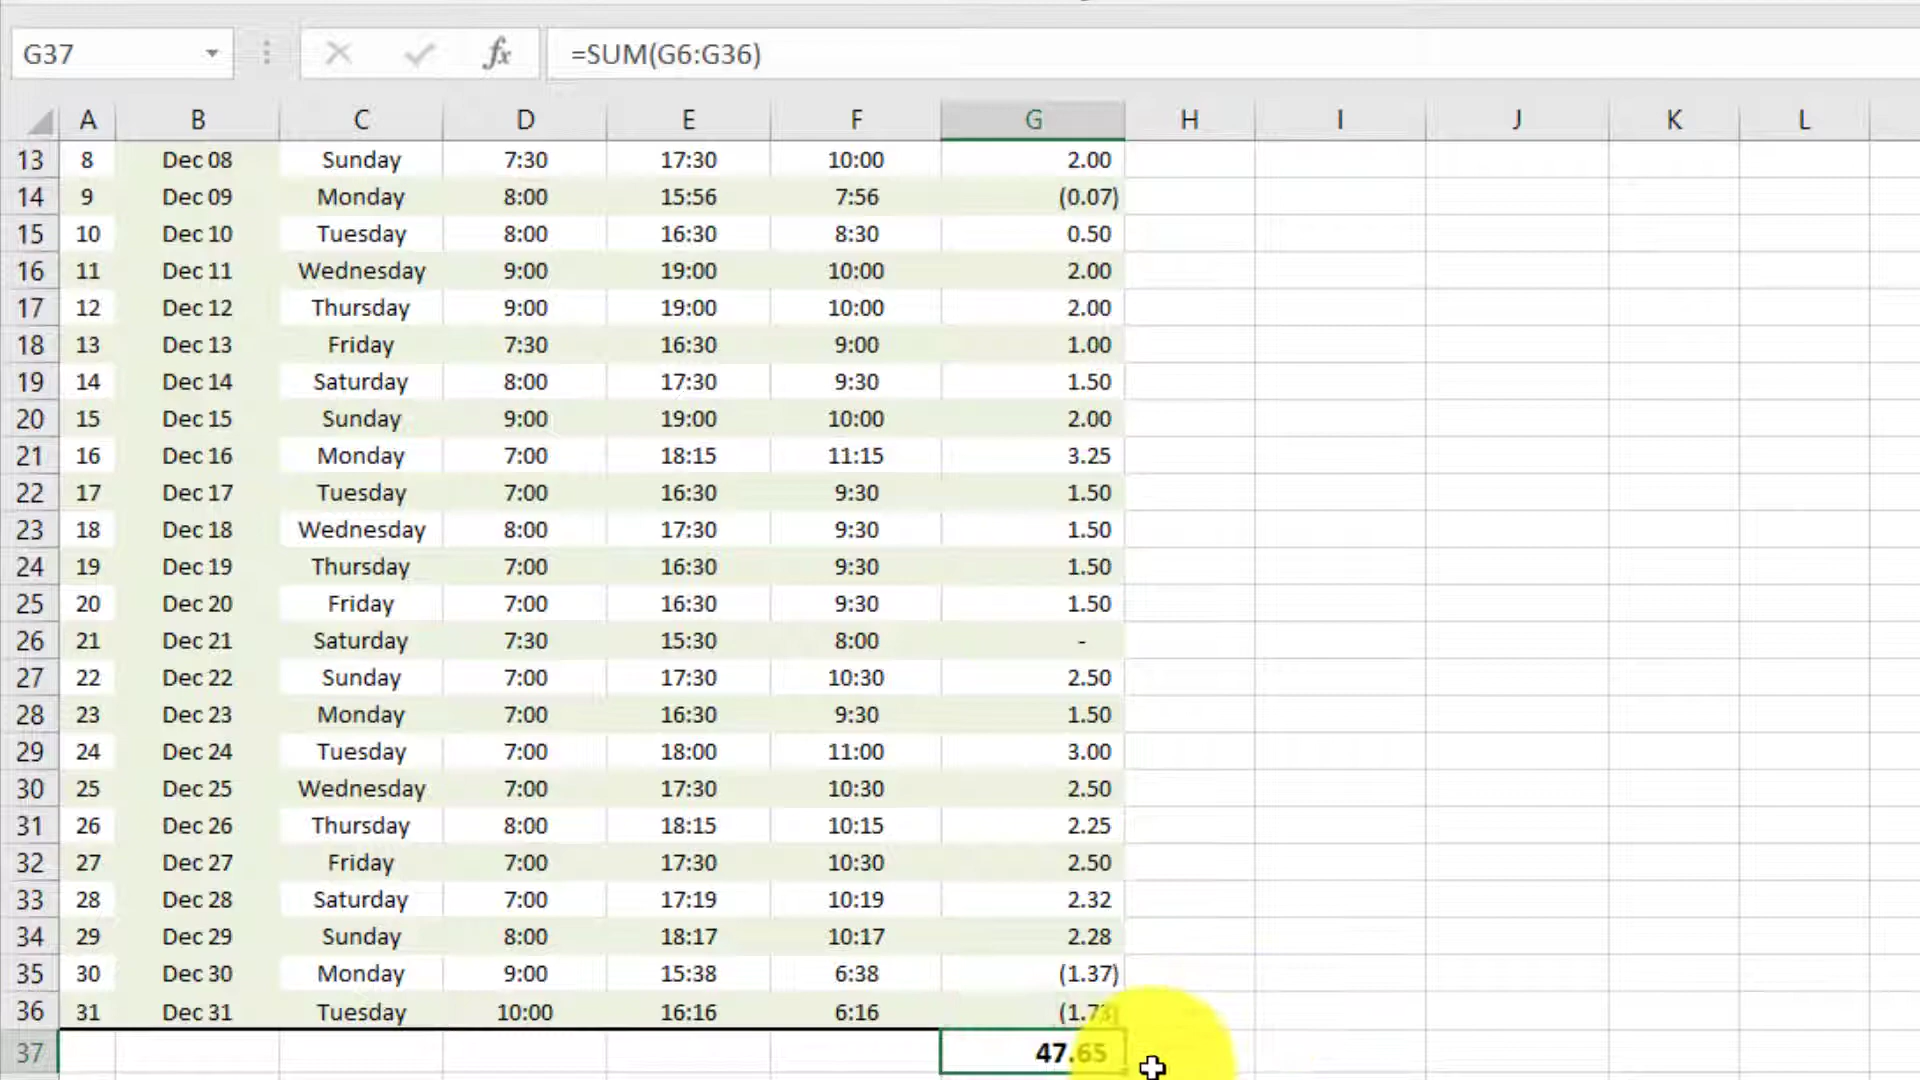 G37 fx =SUM(G6:G36)
A B C D E F G H I J K L
13 8 Dec 08 Sunday 7:30 17:30 10:00 2.00
14 9 Dec 09 Monday 8:00 15:56 7:56 (0.07)
15 10 Dec 10 Tuesday 8:00 16:30 8:30 0.50
16 11 Dec 11 Wednesday 9:00 19:00 10:00 2.00
17 12 Dec 12 Thursday 9:00 19:00 10:00 2.00
18 13 Dec 13 Friday 7:30 16:30 9:00 1.00
19 14 Dec 14 Saturday 8:00 17:30 9:30 1.50
20 15 Dec 15 Sunday 9:00 19:00 10:00 2.00
21 16 Dec 16 Monday 7:00 18:15 11:15 3.25
22 17 Dec 17 Tuesday 7:00 16:30 9:30 1.50
23 18 Dec 18 Wednesday 8:00 17:30 9:30 1.50
24 19 Dec 19 Thursday 7:00 16:30 9:30 1.50
25 20 Dec 20 Friday 7:00 16:30 9:30 1.50
26 21 Dec 21 Saturday 7:30 15:30 8:00 -
27 22 Dec 22 Sunday 7:00 17:30 10:30 2.50
28 23 Dec 23 Monday 7:00 16:30 9:30 1.50
29 24 Dec 24 Tuesday 7:00 18:00 11:00 3.00
30 25 Dec 25 Wednesday 7:00 17:30 10:30 2.50
31 26 Dec 26 Thursday 8:00 18:15 10:15 2.25
32 27 Dec 27 Friday 7:00 17:30 10:30 2.50
33 28 Dec 28 Saturday 7:00 17:19 10:19 2.32
34 29 Dec 29 Sunday 8:00 18:17 10:17 2.28
35 30 Dec 30 Monday 9:00 15:38 6:38 (1.37)
36 31 Dec 31 Tuesday 10:00 16:16 6:16 (1.73)
37 47.65